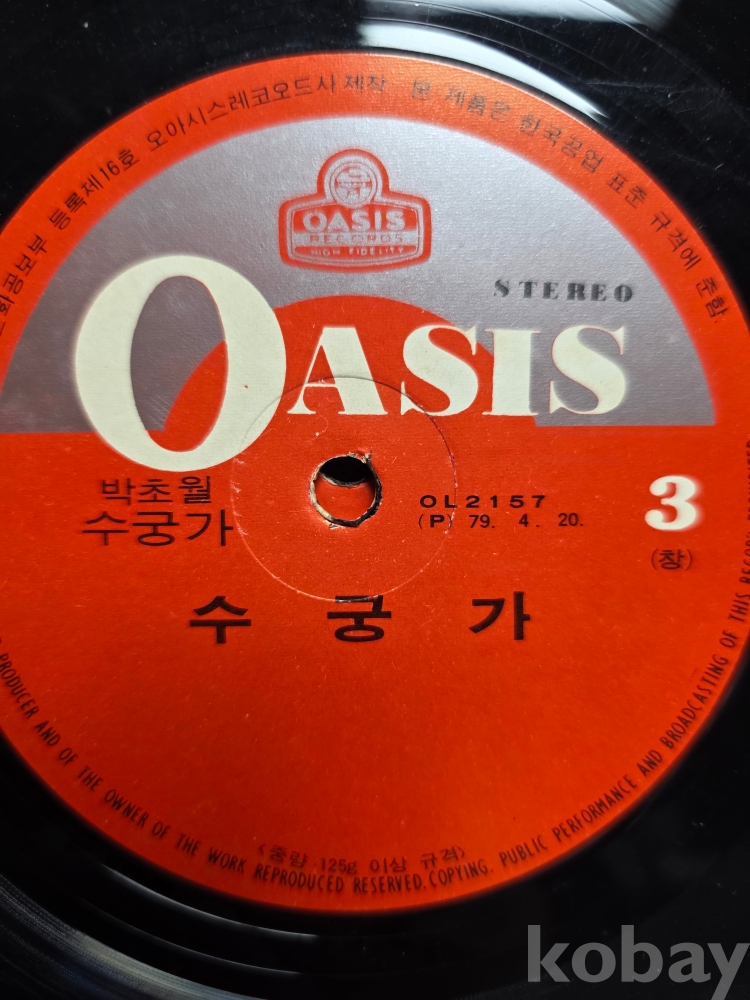 화공보부 등록제16호 오아시스레코오드사 제작 본 제품은 한국공업 표준 규격에 준함.
OASIS
RECORDS
HIGH FIDELITY
STEREO
OASIS
박초월
수궁가
OL2157
(P) 79. 4. 20.
3
(창)
수 궁 가
<중량 125g 이상 규격>
PRODUCER AND OF THE OWNER OF THE WORK REPRODUCED RESERVED. COPYING, PUBLIC PERFORMANCE AND BROADCASTING OF THIS RECORD
kobay